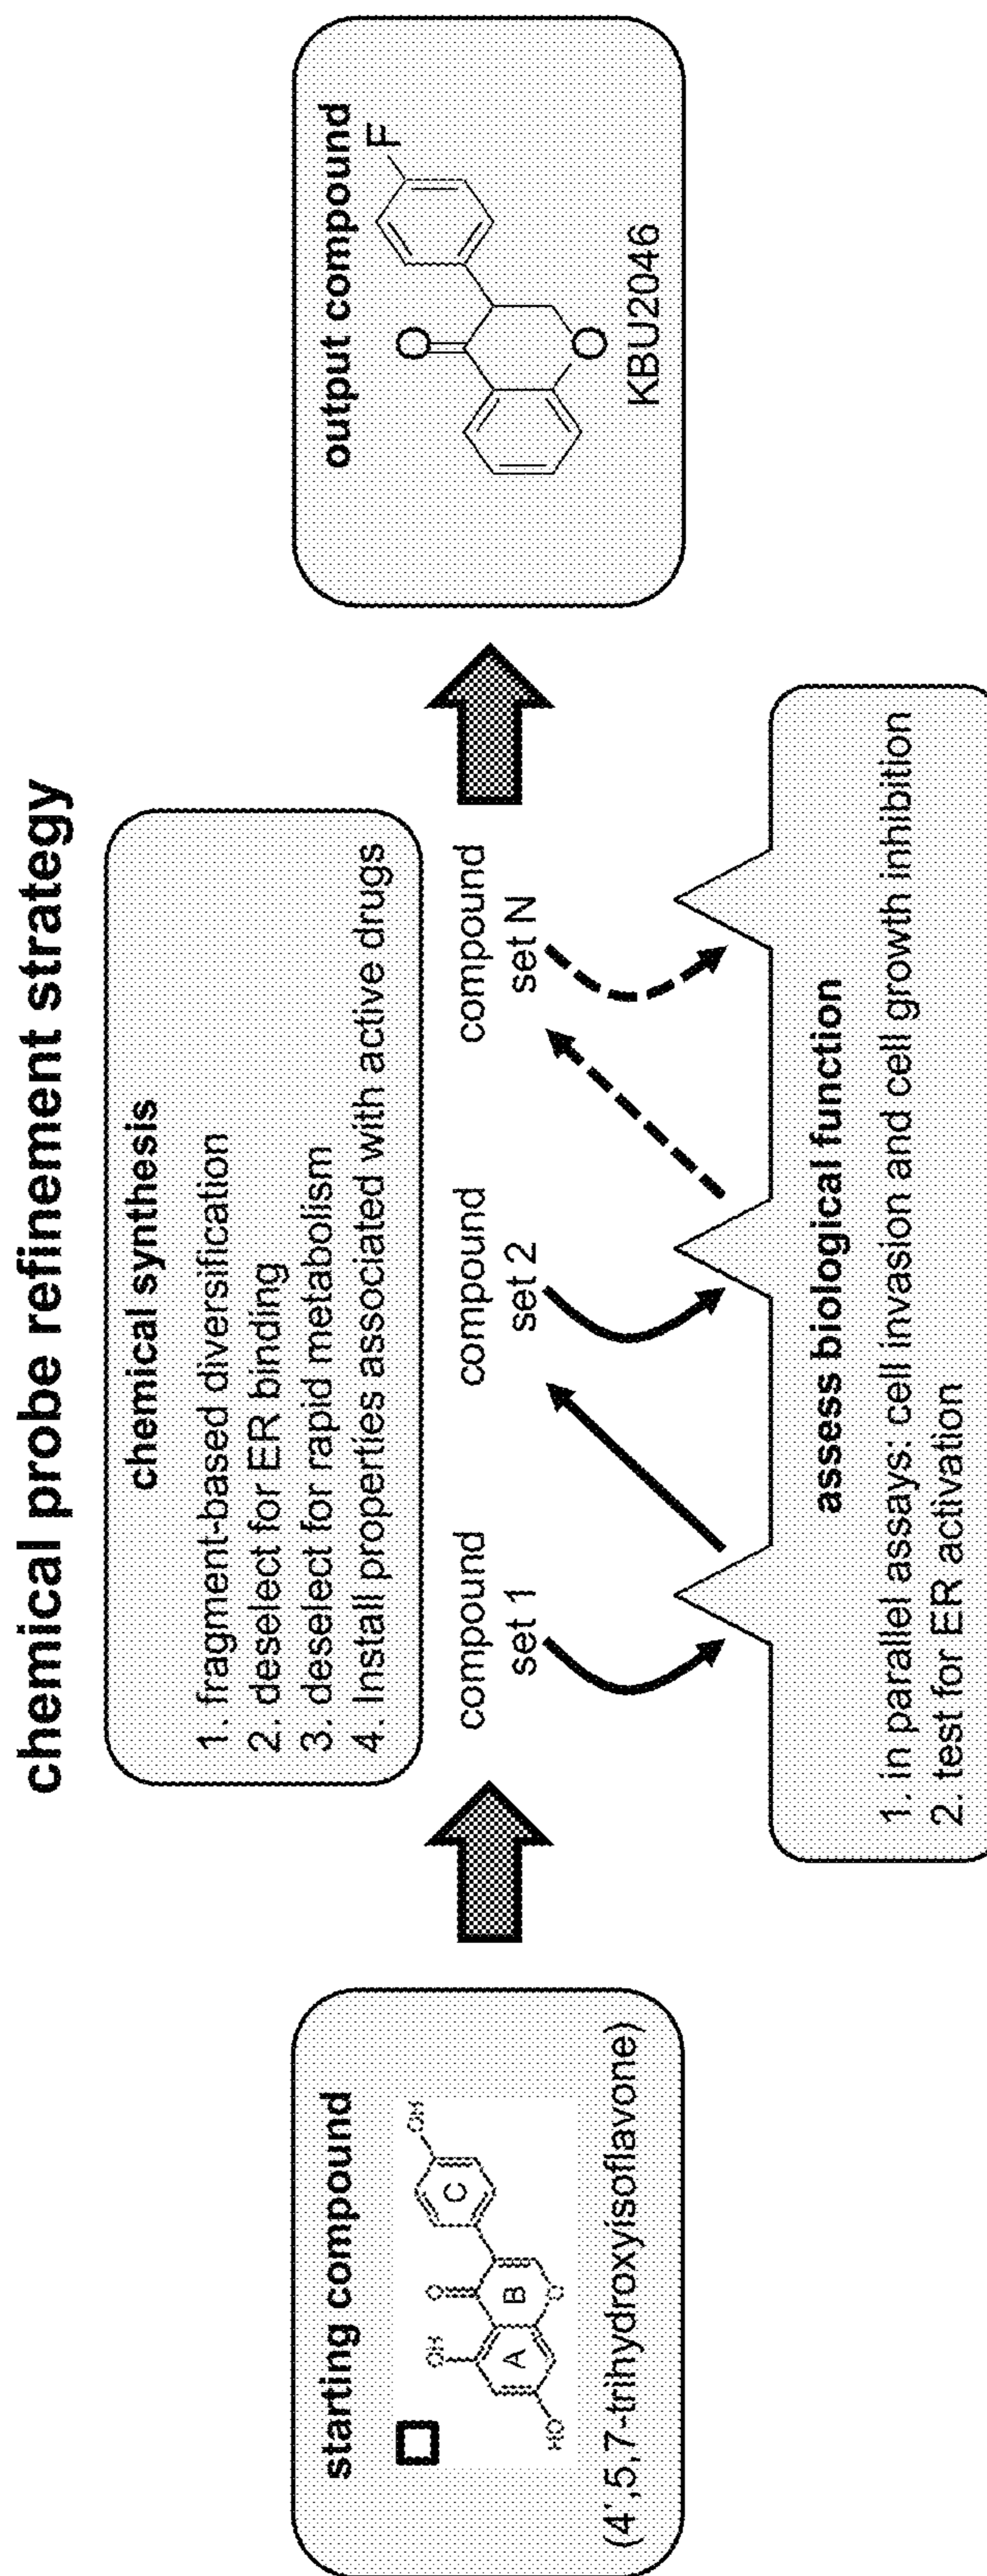 chemical probe refinement strategy
starting compound
OH
O
OH
C
B
A
O
HO
(4',5,7-trihydroxyisoflavone)
chemical synthesis
1. fragment-based diversification
2. deselect for ER binding
3. deselect for rapid metabolism
4. Install properties associated with active drugs
compound
set 1
compound
set 2
compound
set N
assess biological function
1. in parallel assays: cell invasion and cell growth inhibition
2. test for ER activation
output compound
F
O
O
KBU2046